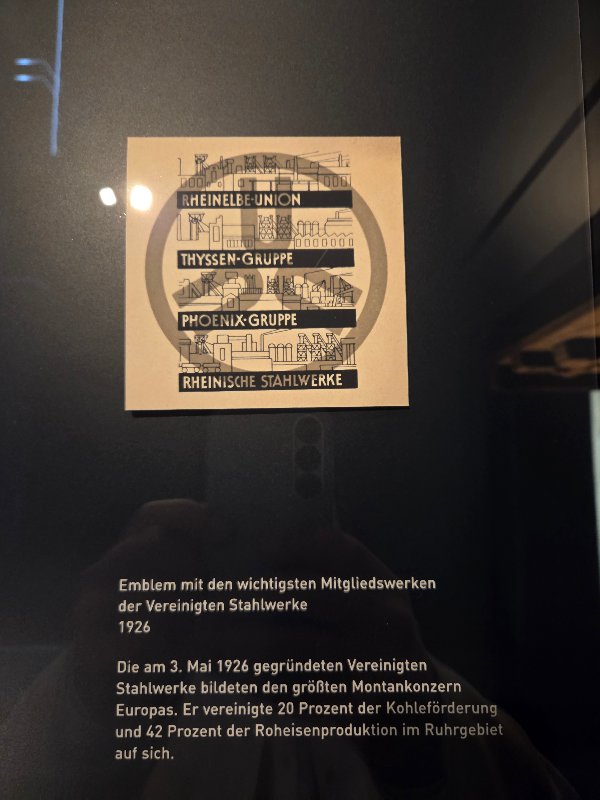 RHEINELBE-UNION
THYSSEN-GRUPPE
PHOENIX-GRUPPE
RHEINISCHE STAHLWERKE
Emblem mit den wichtigsten Mitgliedswerken
der Vereinigten Stahlwerke
1926
Die am 3. Mai 1926 gegründeten Vereinigten
Stahlwerke bildeten den größten Montankonzern
Europas. Er vereinigte 20 Prozent der Kohleförderung
und 42 Prozent der Roheisenproduktion im Ruhrgebiet
auf sich.